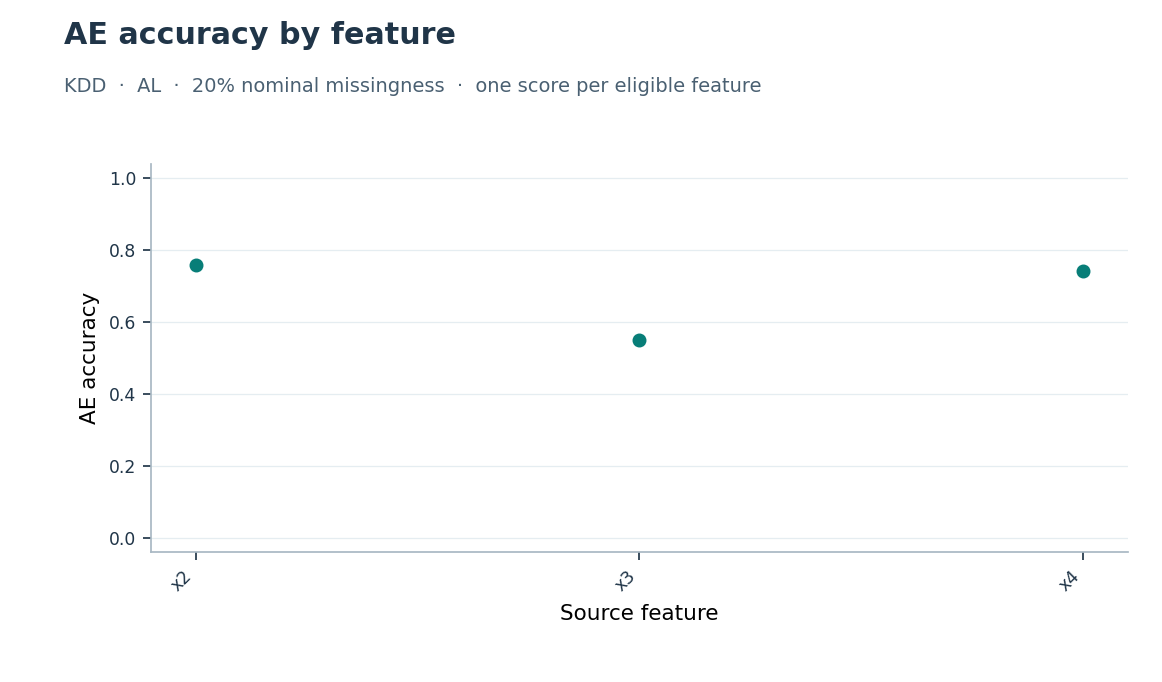 AE accuracy by feature
KDD · AL · 20% nominal missingness · one score per eligible feature
1.0
0.8
0.6
0.4
0.2
0.0
AE accuracy
x2
x3
x4
Source feature